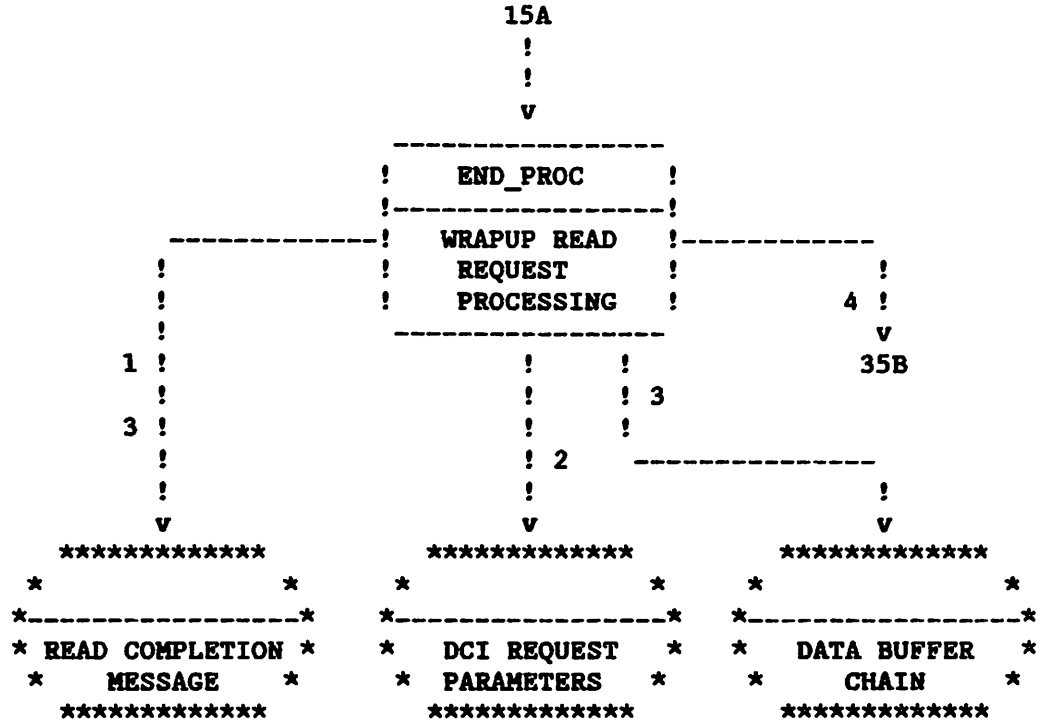 15A
END_PROC
WRAPUP READ
REQUEST
PROCESSING
4
v
1
35B
3
3
2
v
v
v
READ COMPLETION
MESSAGE
DCI REQUEST
PARAMETERS
DATA BUFFER
CHAIN